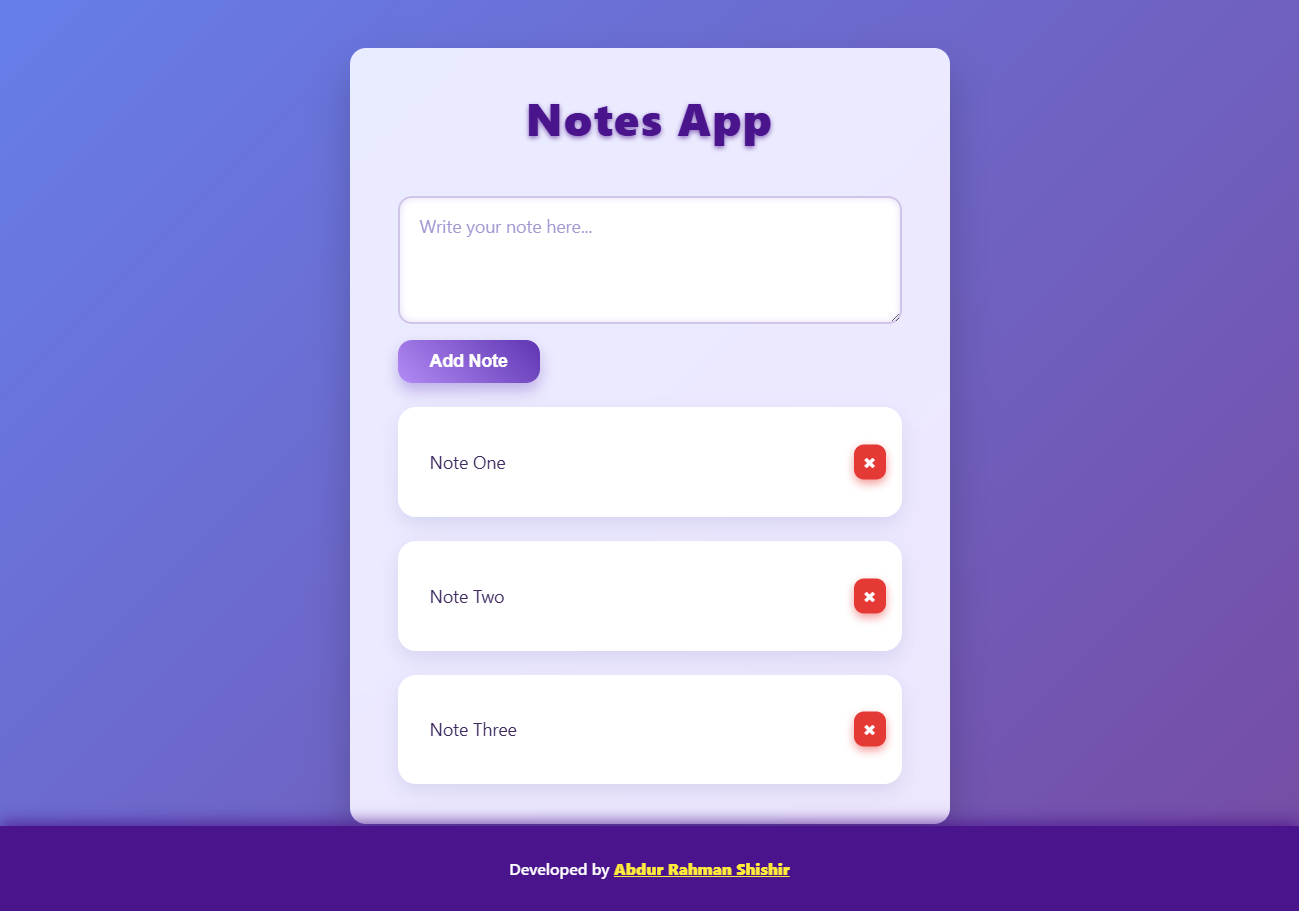 Notes App
Write your note here...
Add Note
Note One
✖
Note Two
✖
Note Three
✖
Developed by Abdur Rahman Shishir